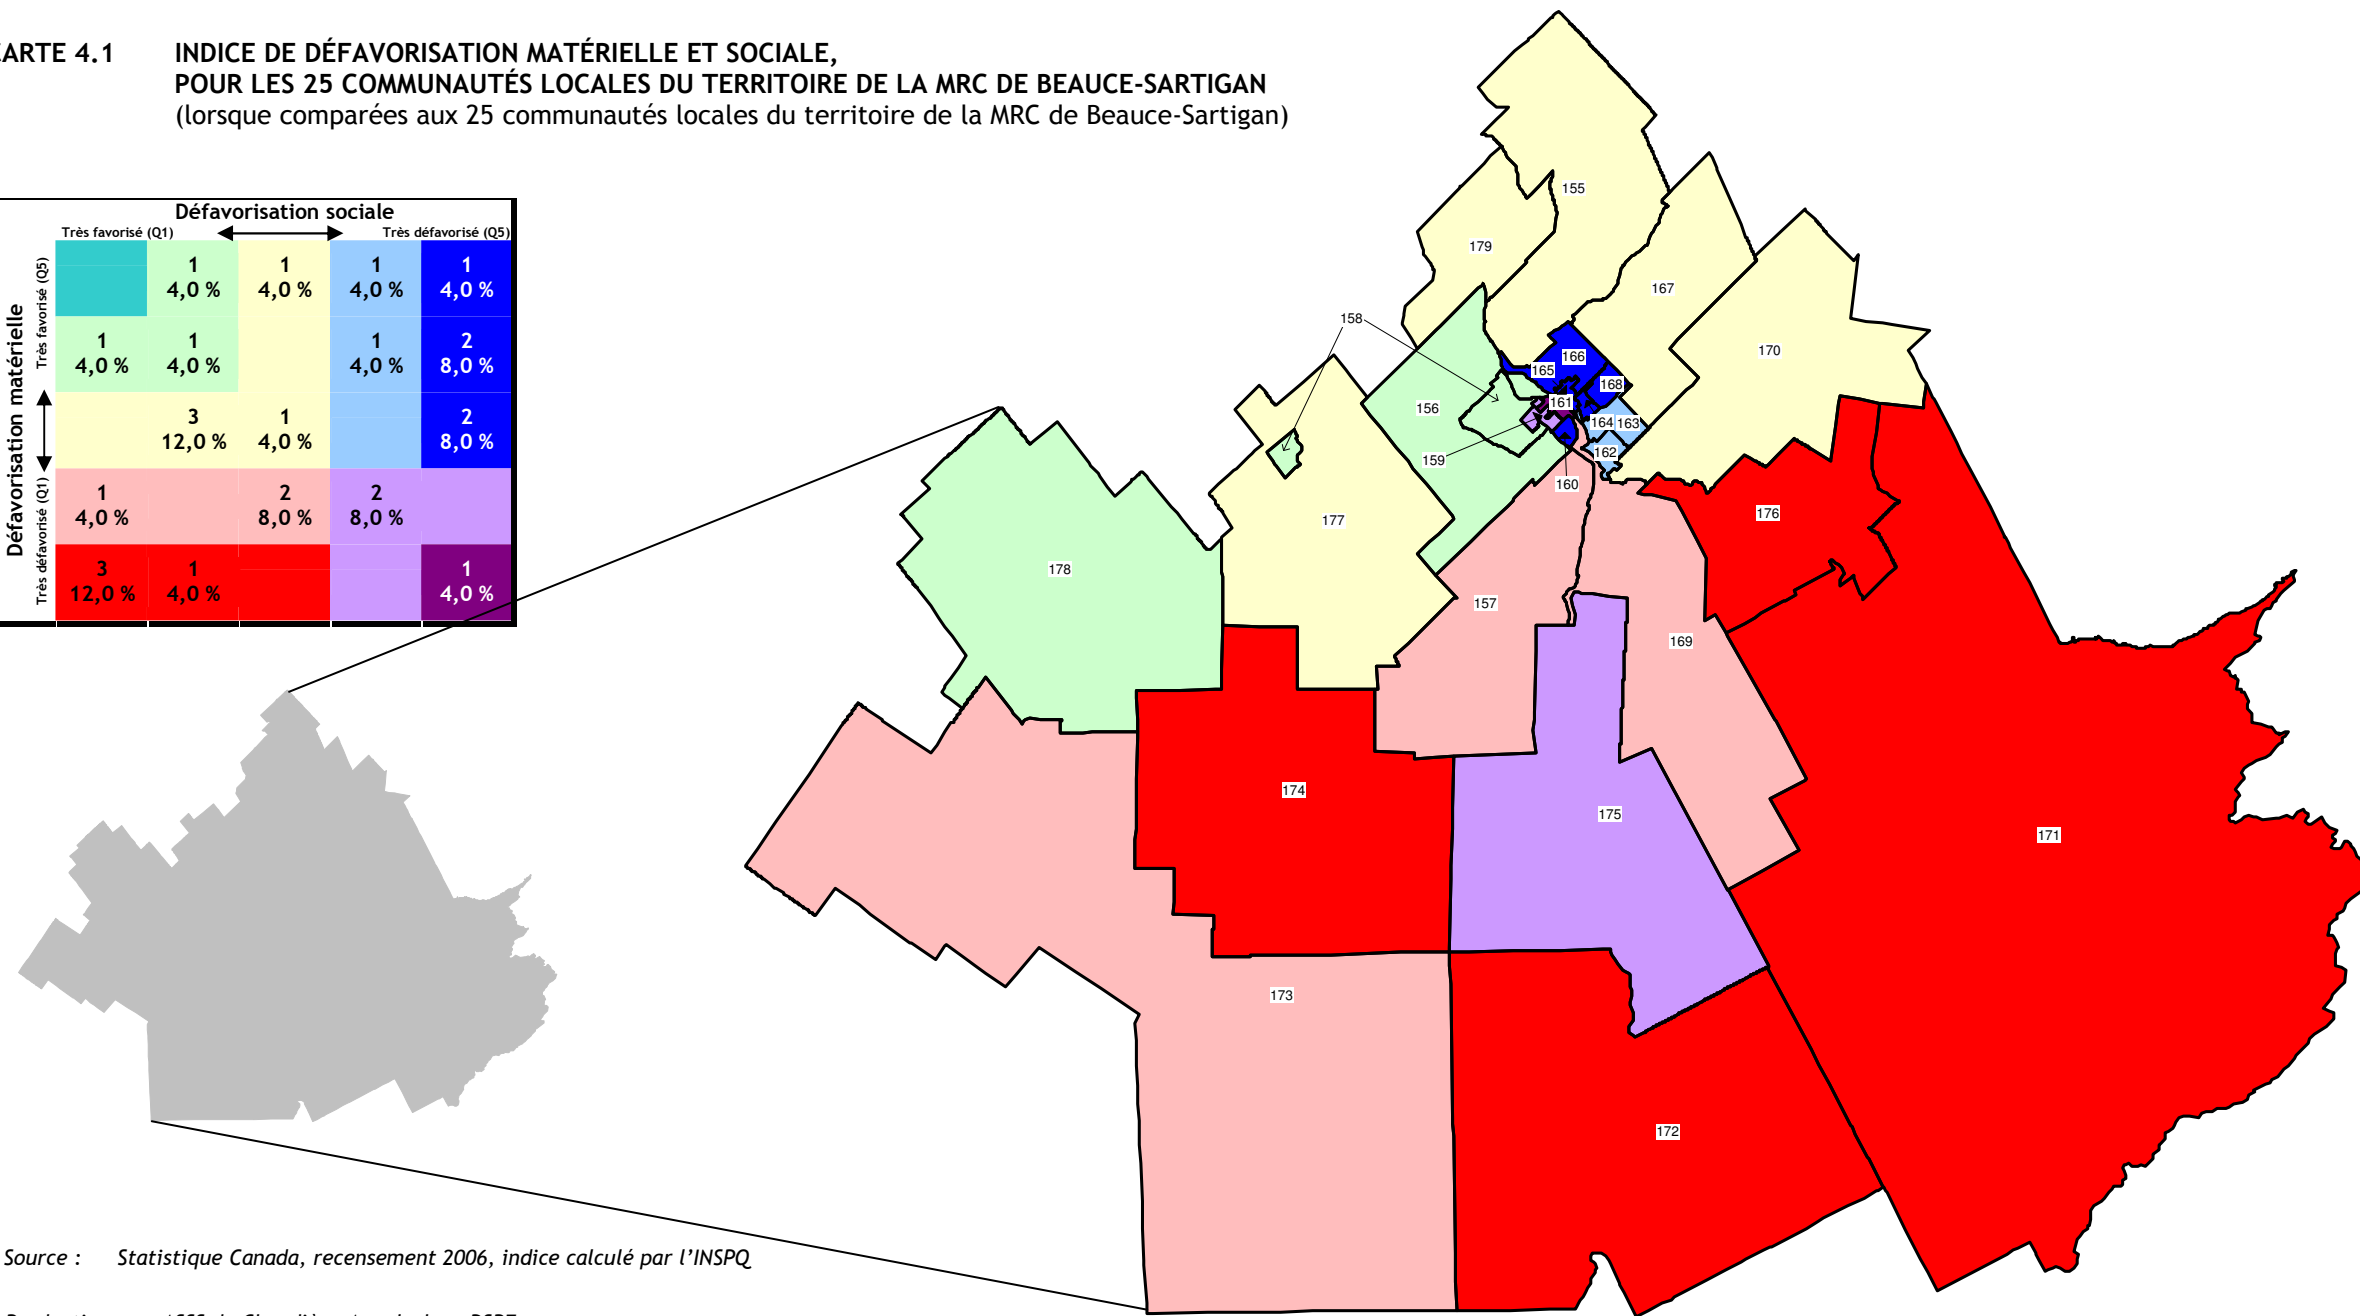 CARTE 4.1 INDICE DE DÉFAVORISATION MATÉRIELLE ET SOCIALE,
POUR LES 25 COMMUNAUTÉS LOCALES DU TERRITOIRE DE LA MRC DE BEAUCE-SARTIGAN
(lorsque comparées aux 25 communautés locales du territoire de la MRC de Beauce-Sartigan)
Défavorisation sociale
Très favorisé (Q1) Très défavorisé (Q5)
Défavorisation matérielle
Très favorisé (Q5)
Très défavorisé (Q1)
1 1 1 1
4,0 % 4,0 % 4,0 % 4,0 %
1 1 1 2
4,0 % 4,0 % 4,0 % 8,0 %
3 1 2
12,0 % 4,0 % 8,0 %
1 2 2
4,0 % 8,0 % 8,0 %
3 1 1
12,0 % 4,0 % 4,0 %
155
179
167
158
170
166
165
168
161
156
164 163
162
159
160
176
177
178
157
169
174
175
171
173
172
Source : Statistique Canada, recensement 2006, indice calculé par l’INSPQ